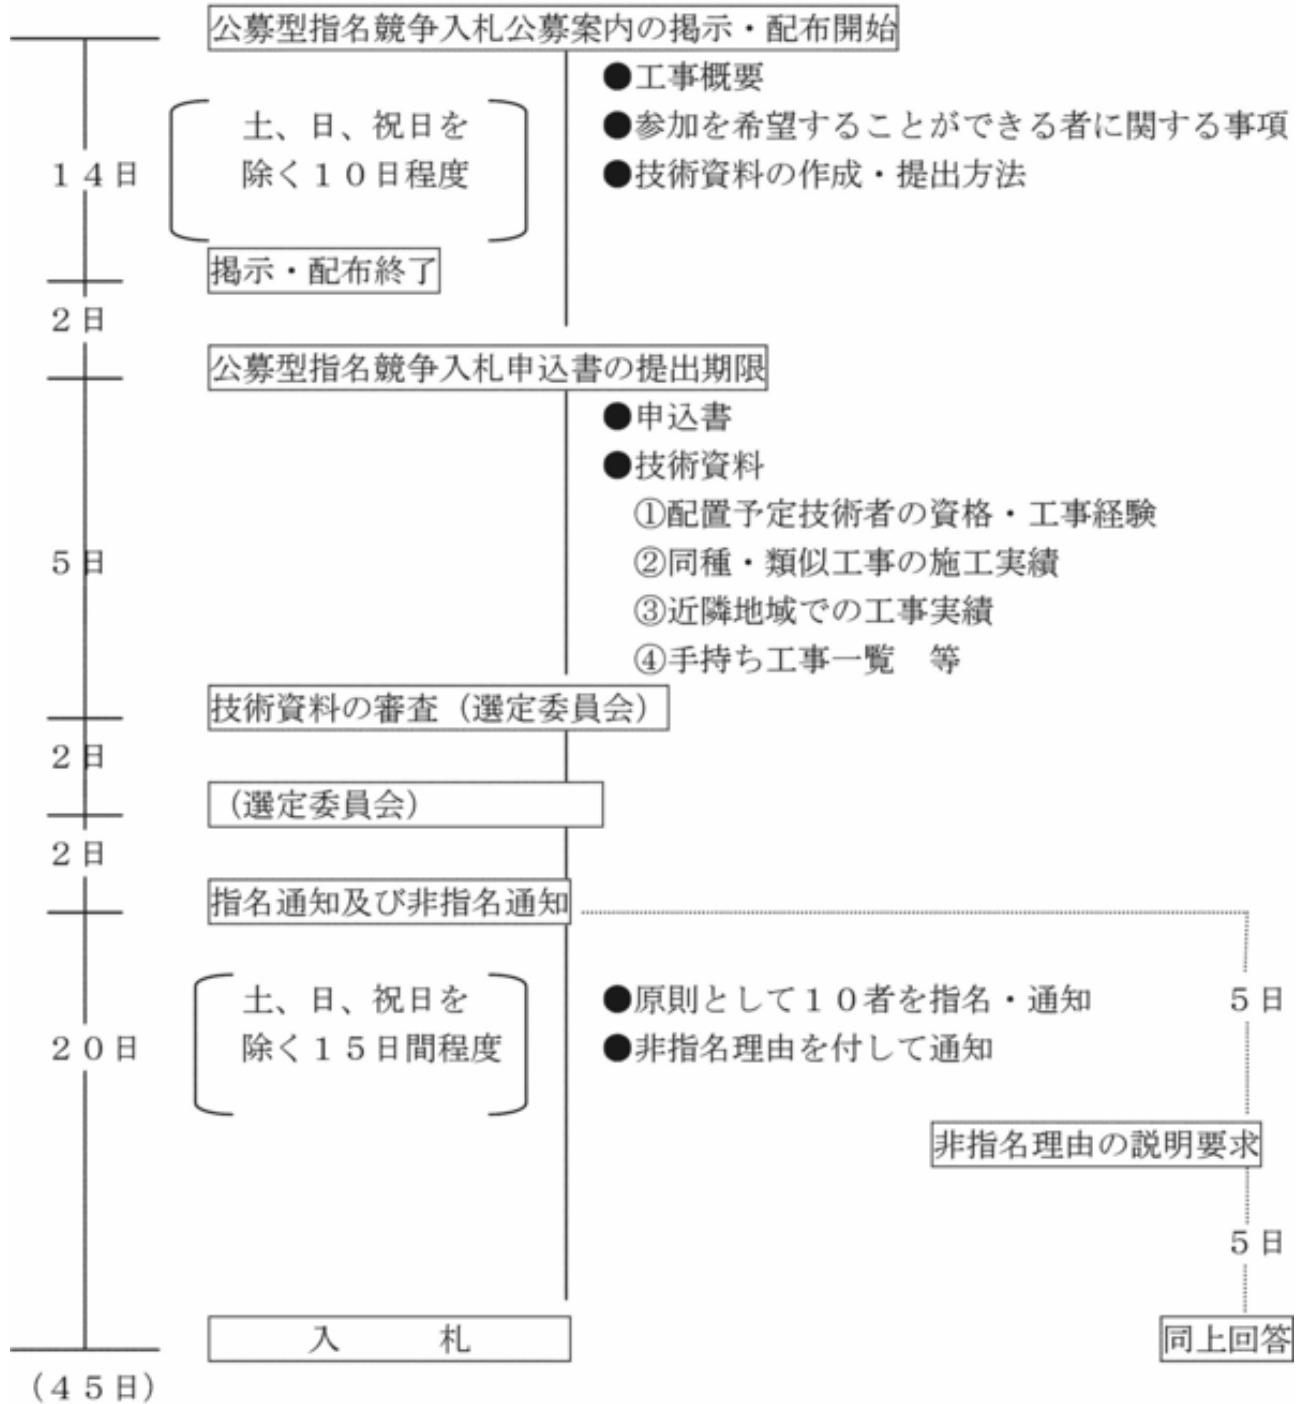 公募型指名競争入札公募案内の掲示・配布開始
●工事概要
●参加を希望することができる者に関する事項
●技術資料の作成・提出方法
土、日、祝日を
除く１０日程度
１４日
掲示・配布終了
２日
公募型指名競争入札申込書の提出期限
●申込書
●技術資料
①配置予定技術者の資格・工事経験
②同種・類似工事の施工実績
③近隣地域での工事実績
④手持ち工事一覧　等
５日
技術資料の審査（選定委員会）
２日
（選定委員会）
２日
指名通知及び非指名通知
土、日、祝日を
除く１５日間程度
２０日
●原則として１０者を指名・通知
●非指名理由を付して通知
５日
非指名理由の説明要求
５日
入　　　札
同上回答
（４５日）